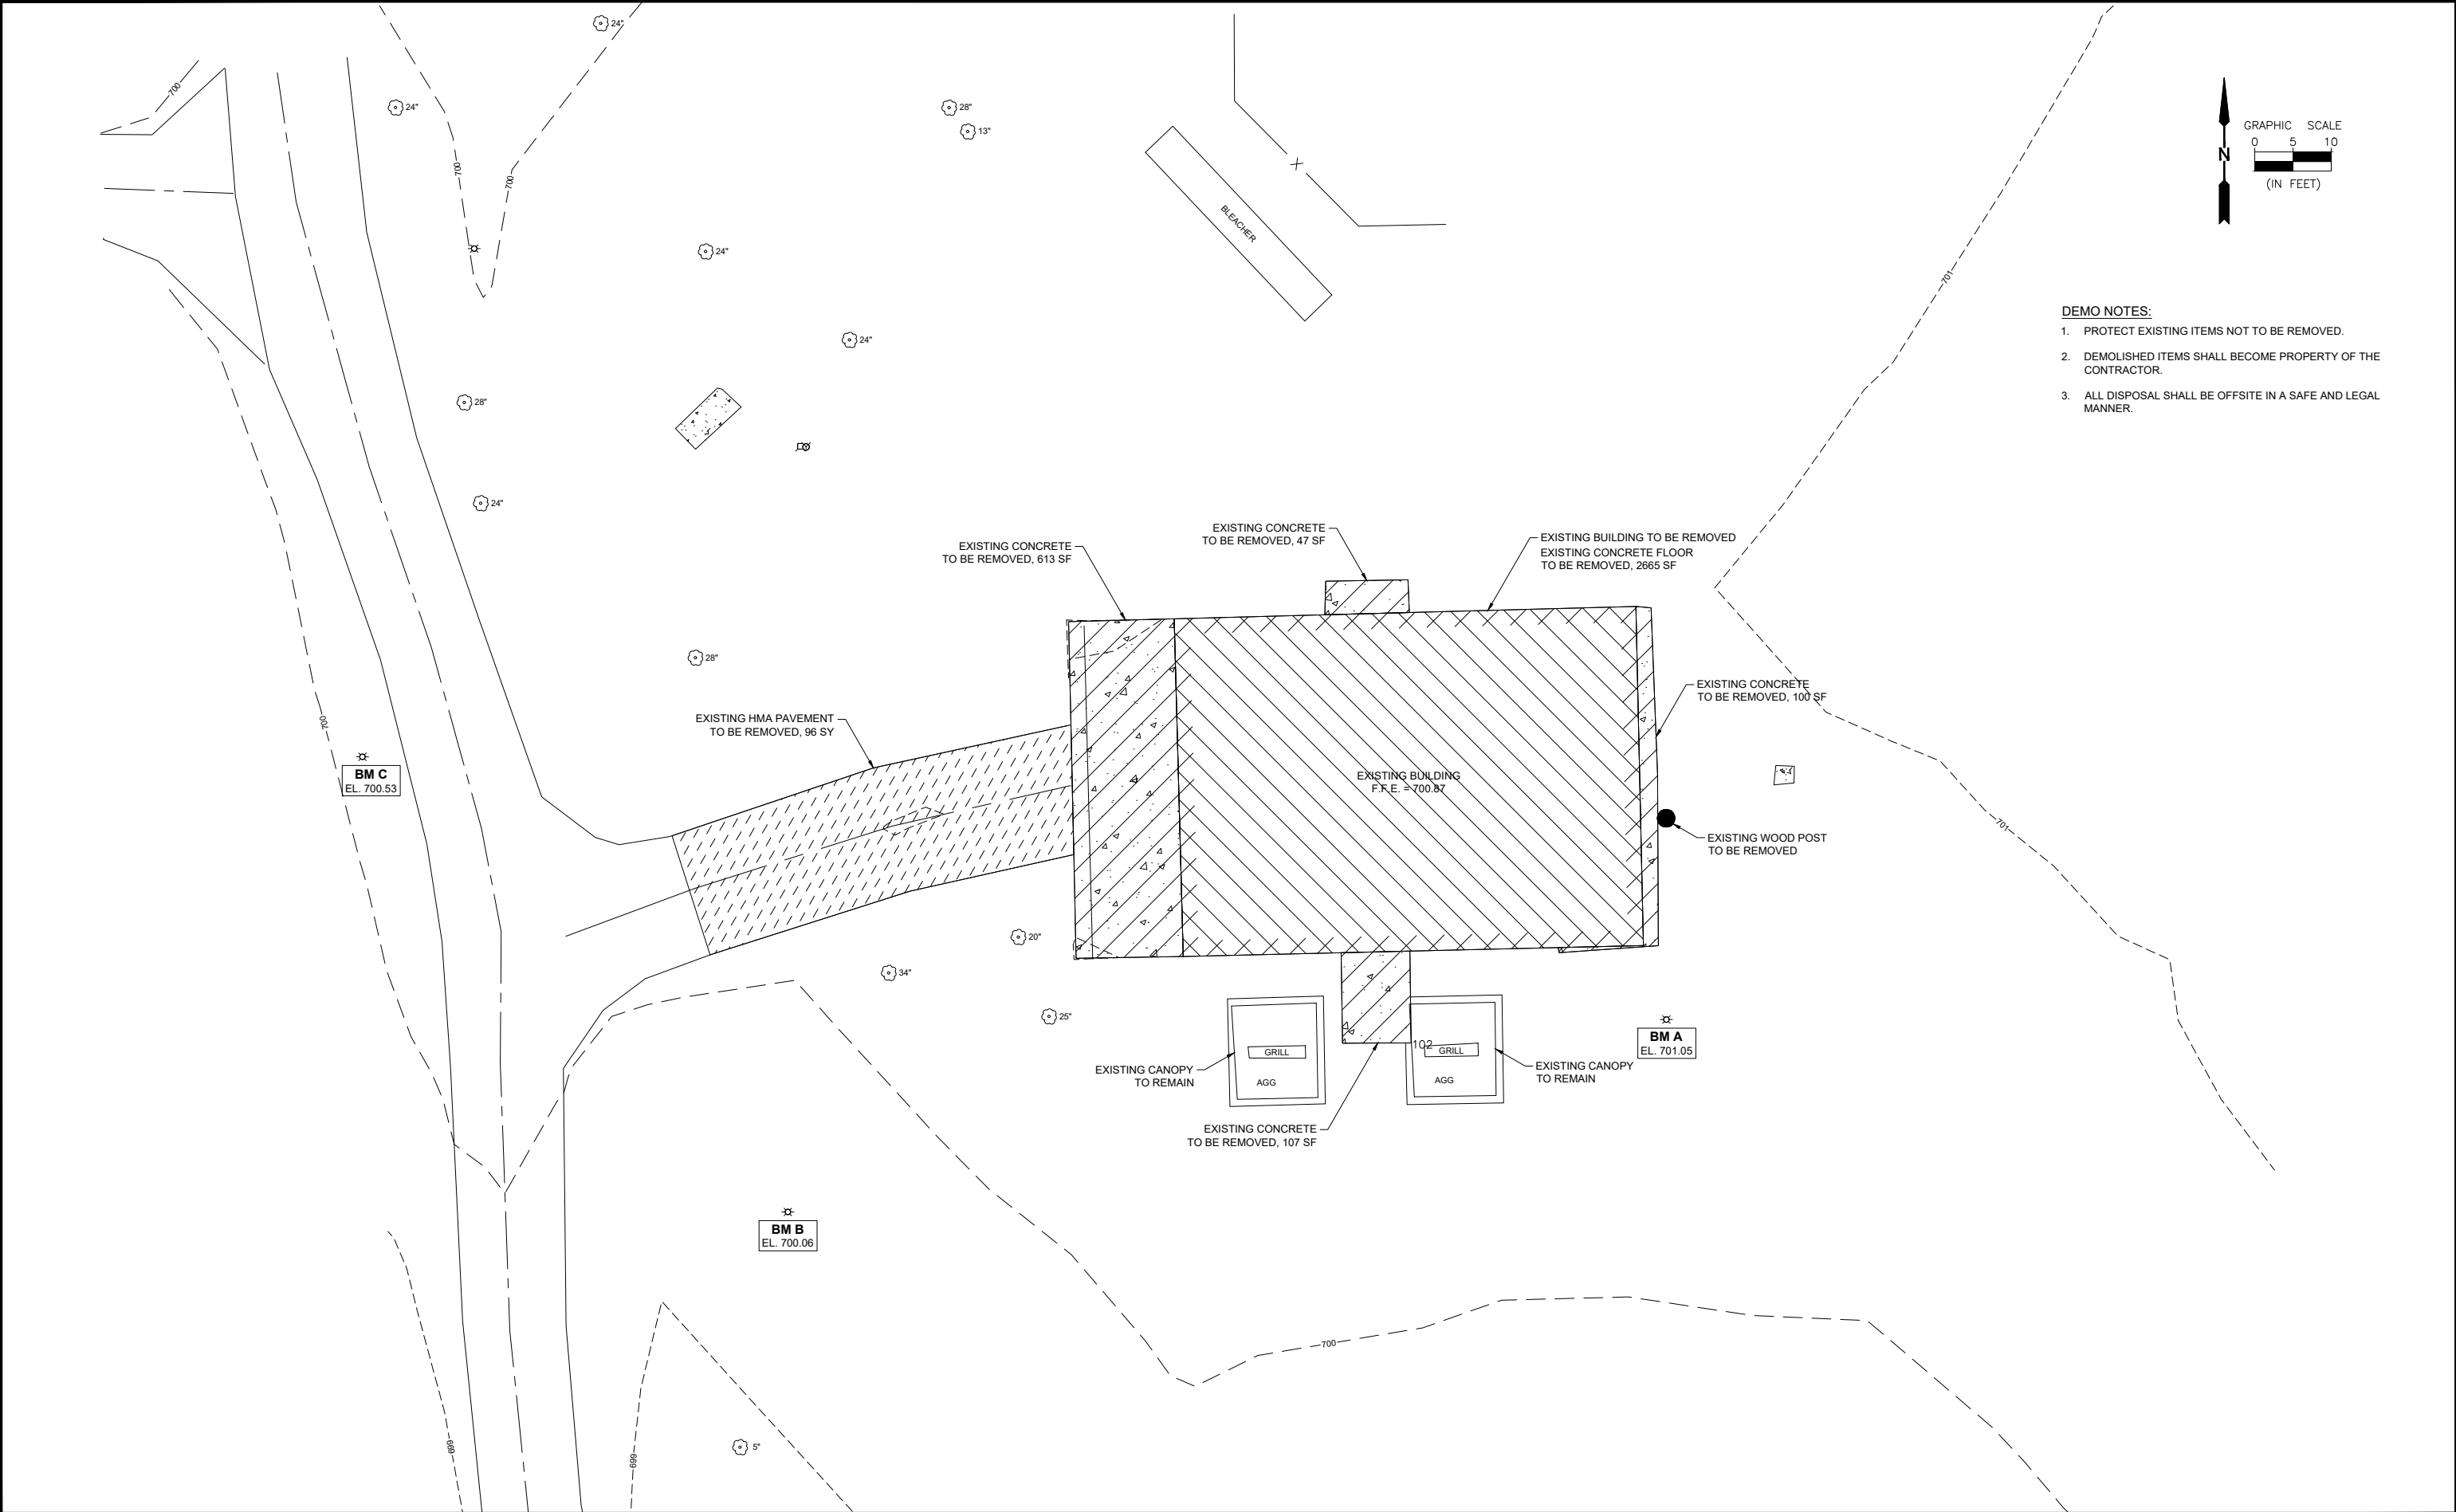 24"
700
24"
28"
13"
700
700
BLEACHER
X
24"
24"
28"
24"
28"
N
GRAPHIC SCALE
0 5 10
(IN FEET)
701
DEMO NOTES:
1. PROTECT EXISTING ITEMS NOT TO BE REMOVED.
2. DEMOLISHED ITEMS SHALL BECOME PROPERTY OF THE
CONTRACTOR.
3. ALL DISPOSAL SHALL BE OFFSITE IN A SAFE AND LEGAL
MANNER.
EXISTING CONCRETE
TO BE REMOVED, 613 SF
EXISTING CONCRETE
TO BE REMOVED, 47 SF
EXISTING BUILDING TO BE REMOVED
EXISTING CONCRETE FLOOR
TO BE REMOVED, 2665 SF
EXISTING CONCRETE
TO BE REMOVED, 100 SF
EXISTING HMA PAVEMENT
TO BE REMOVED, 96 SY
700
BM C
EL. 700.53
EXISTING BUILDING
F.F.E. = 700.87
EXISTING WOOD POST
TO BE REMOVED
701
20"
34"
25"
GRILL
AGG
EXISTING CANOPY
TO REMAIN
102
GRILL
AGG
EXISTING CANOPY
TO REMAIN
BM A
EL. 701.05
EXISTING CONCRETE
TO BE REMOVED, 107 SF
BM B
EL. 700.06
700
699
699
5"